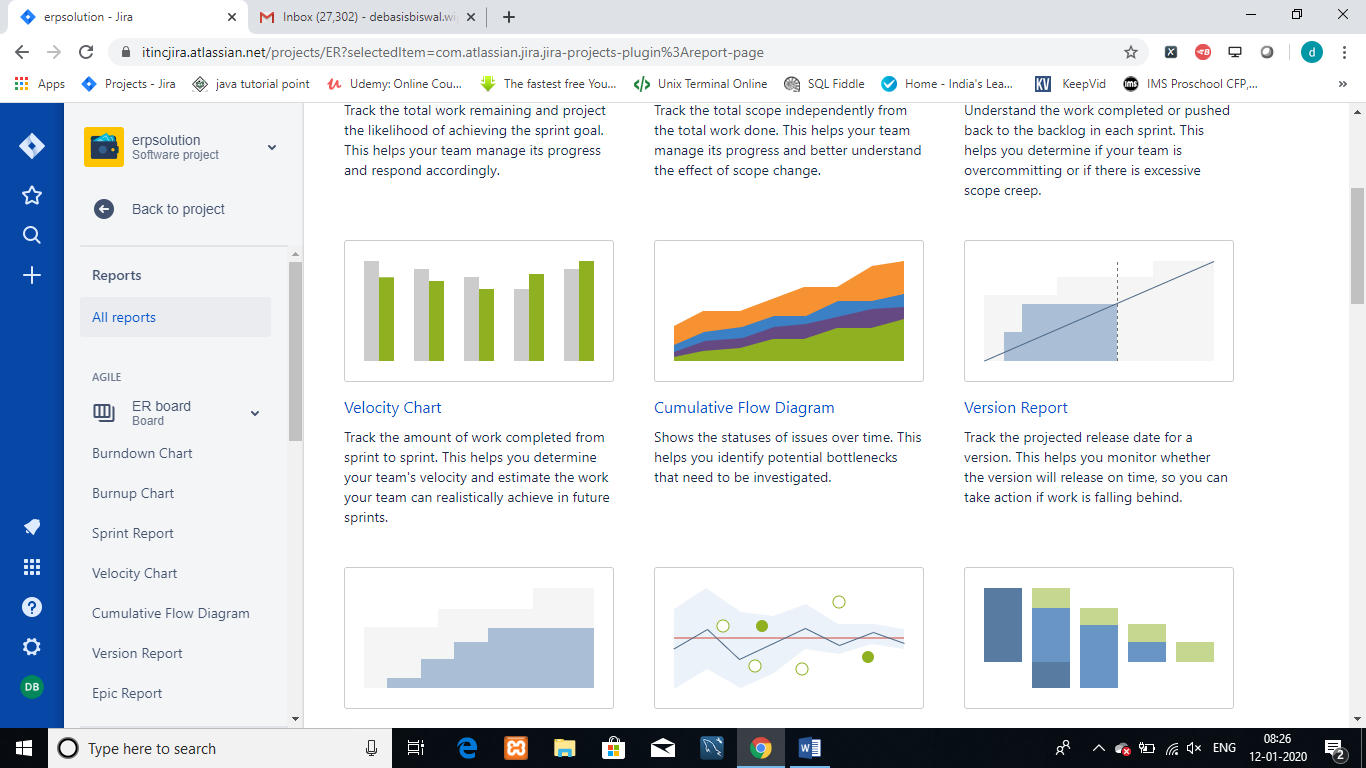 erpsolution - Jira
Inbox (27,302) - debasisbiswal.wi
itincjira.atlassian.net/projects/ER?selectedItem=com.atlassian.jira.jira-projects-plugin%3Areport-page
d
Apps
Projects - Jira
java tutorial point
Udemy: Online Cou...
The fastest free You...
Unix Terminal Online
SQL Fiddle
Home - India's Lea...
KV
KeepVid
ims
IMS Proschool CFP,...
»
erpsolution
Software project
Back to project
Reports
All reports
AGILE
ER board
Board
Burndown Chart
Burnup Chart
Sprint Report
Velocity Chart
Cumulative Flow Diagram
Version Report
Epic Report
DB
Track the total work remaining and project
the likelihood of achieving the sprint goal.
This helps your team manage its progress
and respond accordingly.
Track the total scope independently from
the total work done. This helps your team
manage its progress and better understand
the effect of scope change.
Understand the work completed or pushed
back to the backlog in each sprint. This
helps you determine if your team is
overcommitting or if there is excessive
scope creep.
Velocity Chart
Track the amount of work completed from
sprint to sprint. This helps you determine
your team's velocity and estimate the work
your team can realistically achieve in future
sprints.
Cumulative Flow Diagram
Shows the statuses of issues over time. This
helps you identify potential bottlenecks
that need to be investigated.
Version Report
Track the projected release date for a
version. This helps you monitor whether
the version will release on time, so you can
take action if work is falling behind.
Type here to search
ENG
08:26
12-01-2020
2